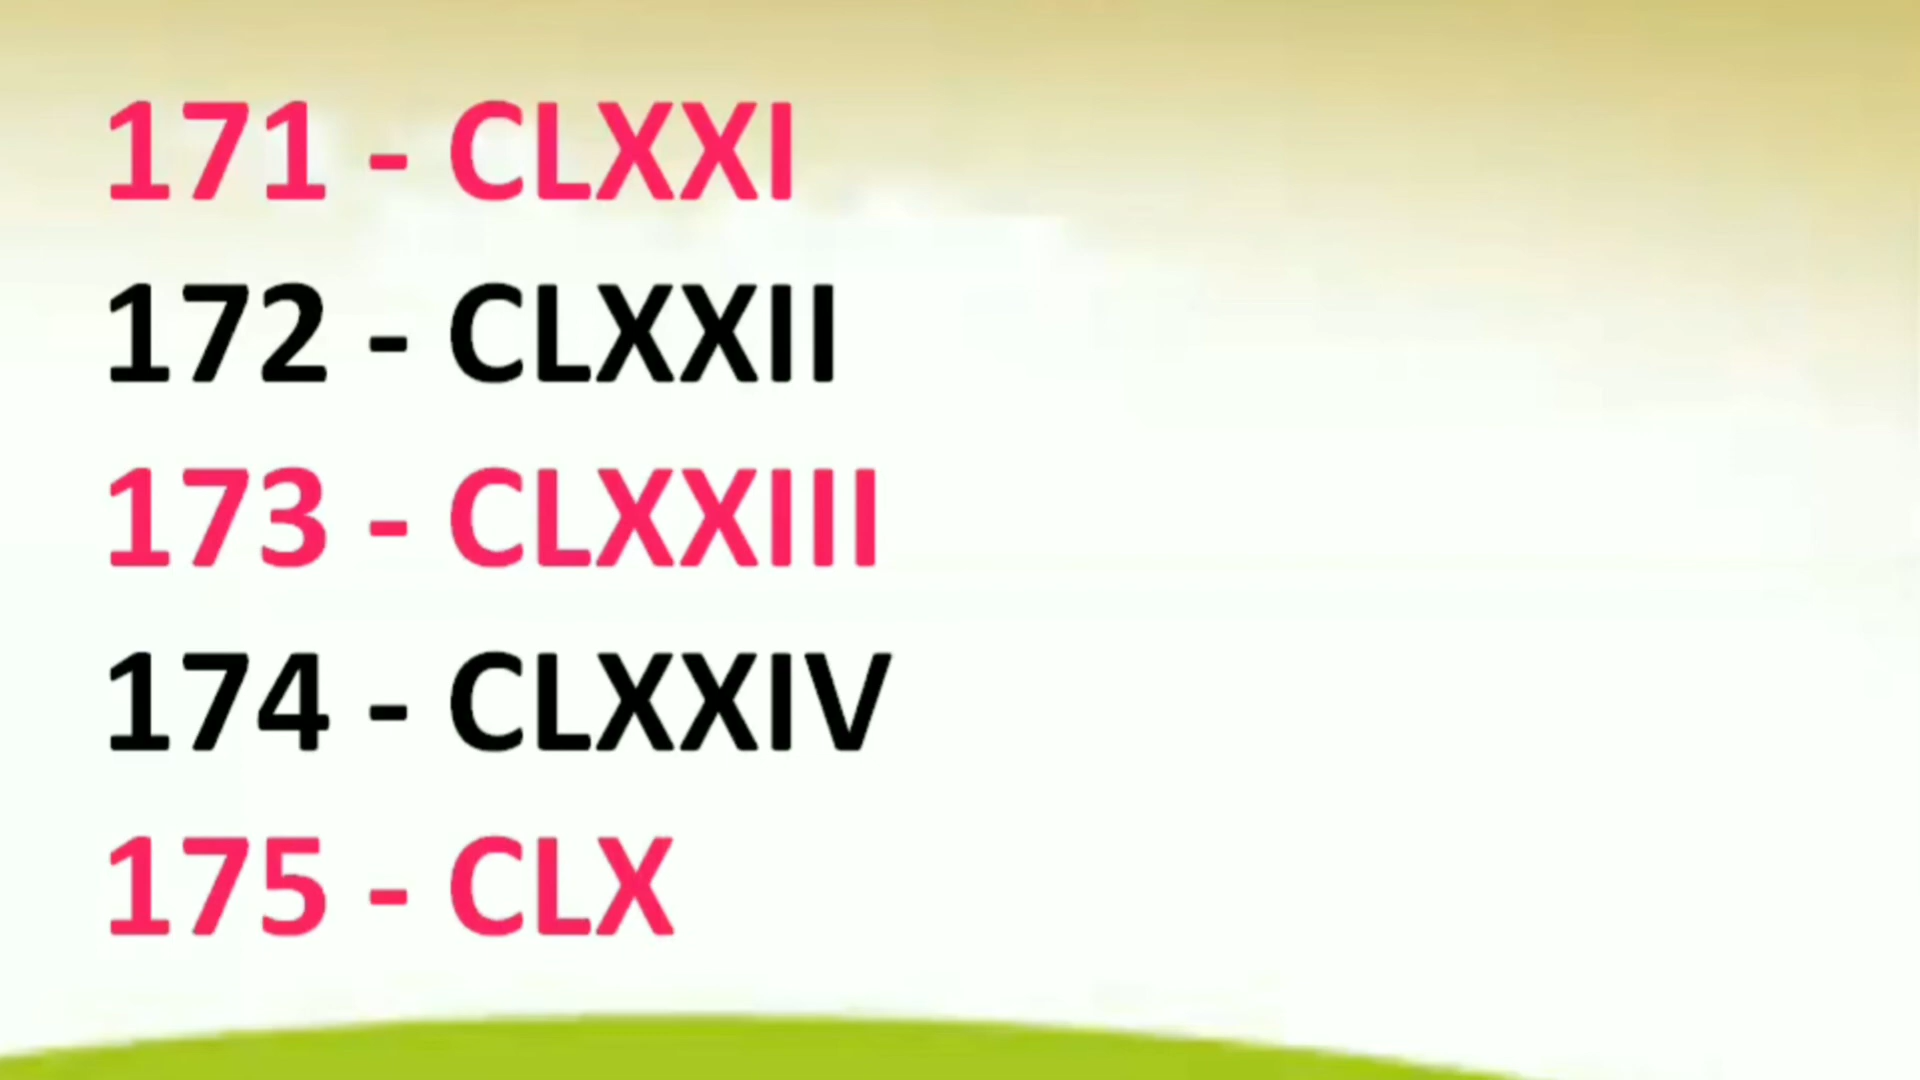 171 - CLXXI
172 - CLXXII
173 - CLXXIII
174 - CLXXIV
175 - CLX